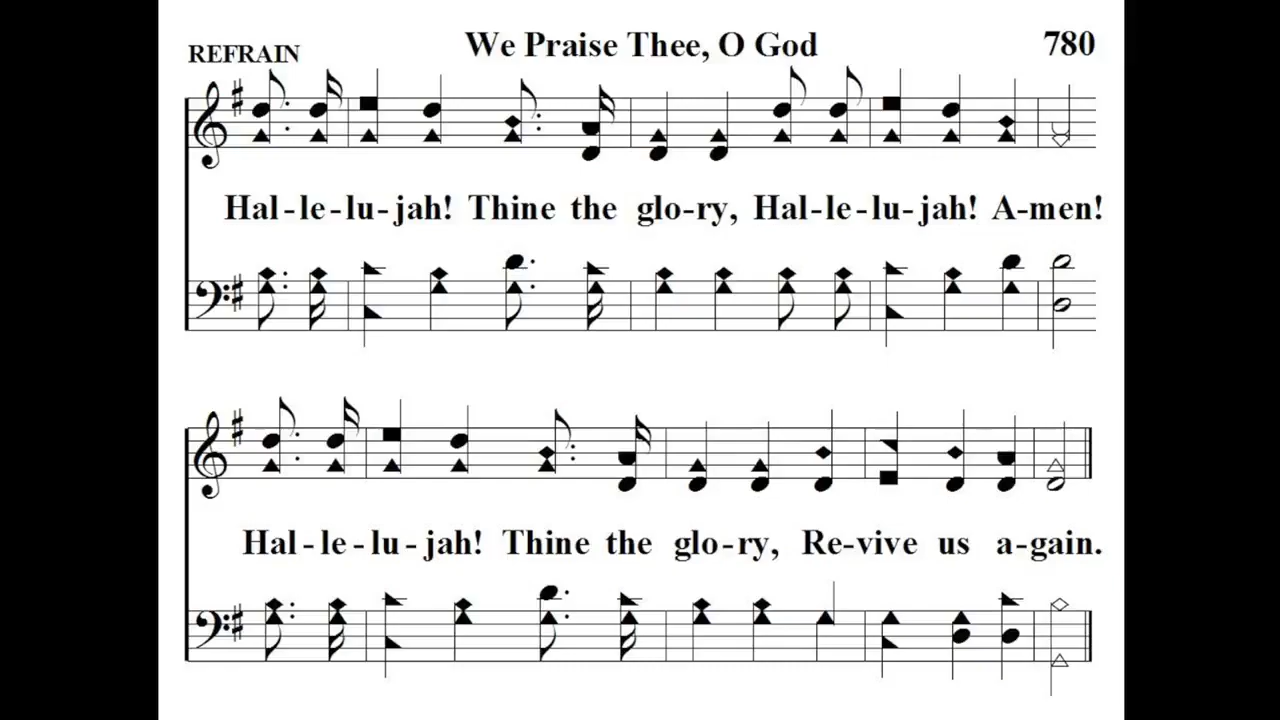 We Praise Thee, O God 780
REFRAIN
Hal-le-lu-jah! Thine the glo-ry, Hal-le-lu-jah! A-men!
Hal-le-lu-jah! Thine the glo-ry, Re-vive us a-gain.